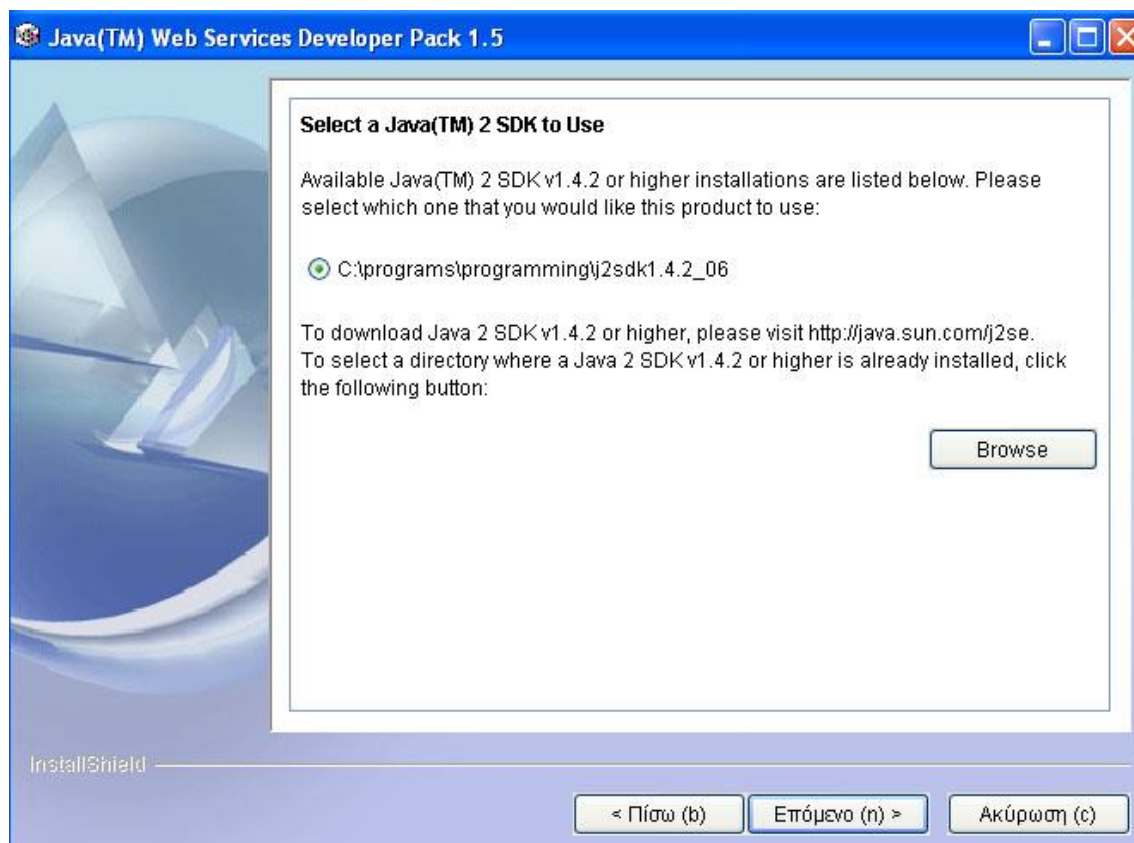 Java(TM) Web Services Developer Pack 1.5
Select a Java(TM) 2 SDK to Use
Available Java(TM) 2 SDK v1.4.2 or higher installations are listed below. Please
select which one that you would like this product to use:
C:\programs\programming\j2sdk1.4.2_06
To download Java 2 SDK v1.4.2 or higher, please visit http://java.sun.com/j2se.
To select a directory where a Java 2 SDK v1.4.2 or higher is already installed, click
the following button:
Browse
InstallShield
< Πίσω (b) Επόμενο (n) > Ακύρωση (c)